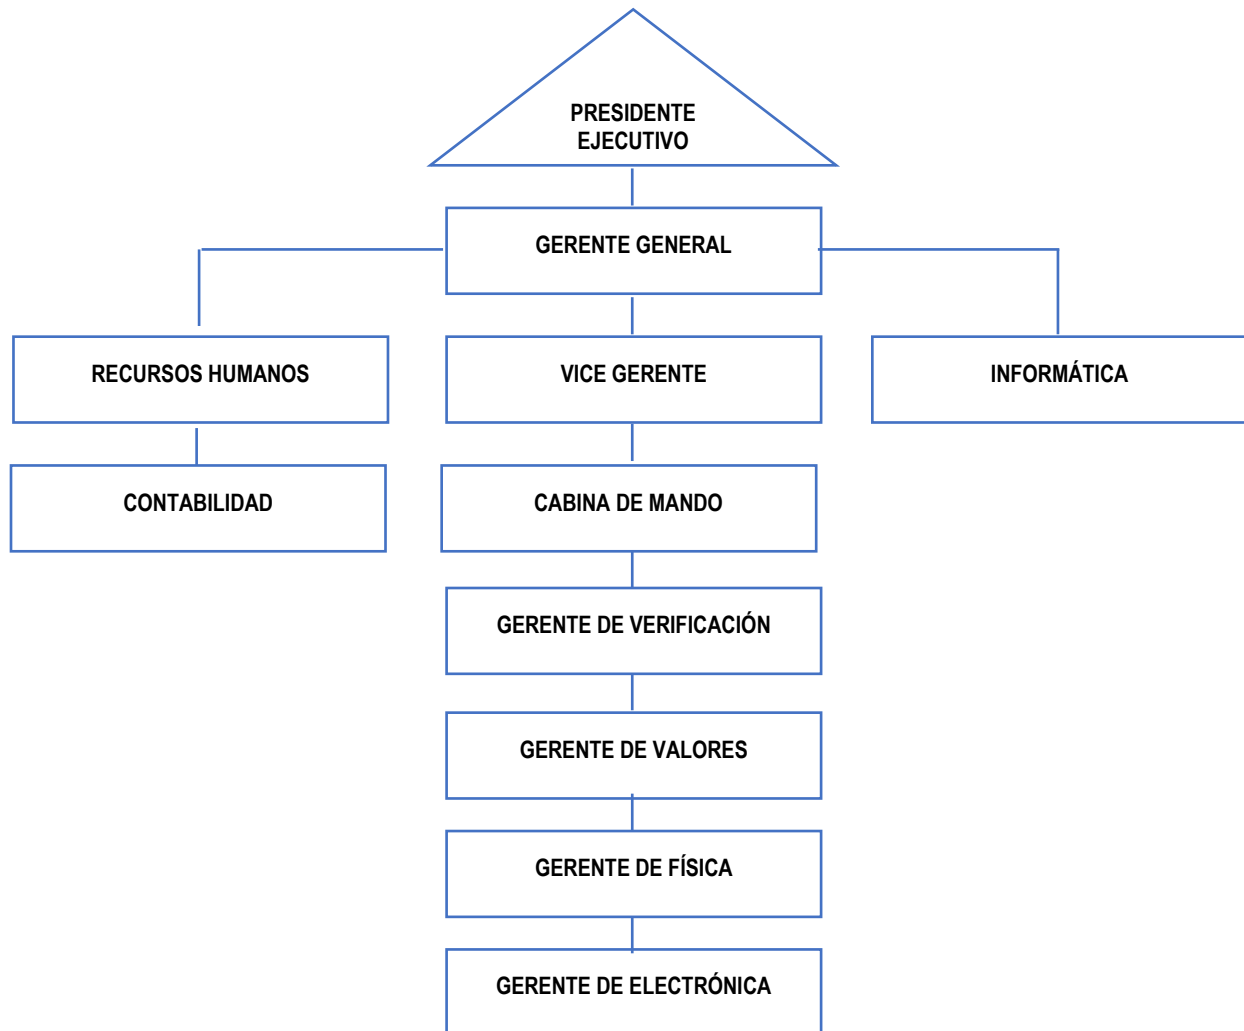 PRESIDENTE
EJECUTIVO
GERENTE GENERAL
RECURSOS HUMANOS
VICE GERENTE
INFORMÁTICA
CONTABILIDAD
CABINA DE MANDO
GERENTE DE VERIFICACIÓN
GERENTE DE VALORES
GERENTE DE FÍSICA
GERENTE DE ELECTRÓNICA